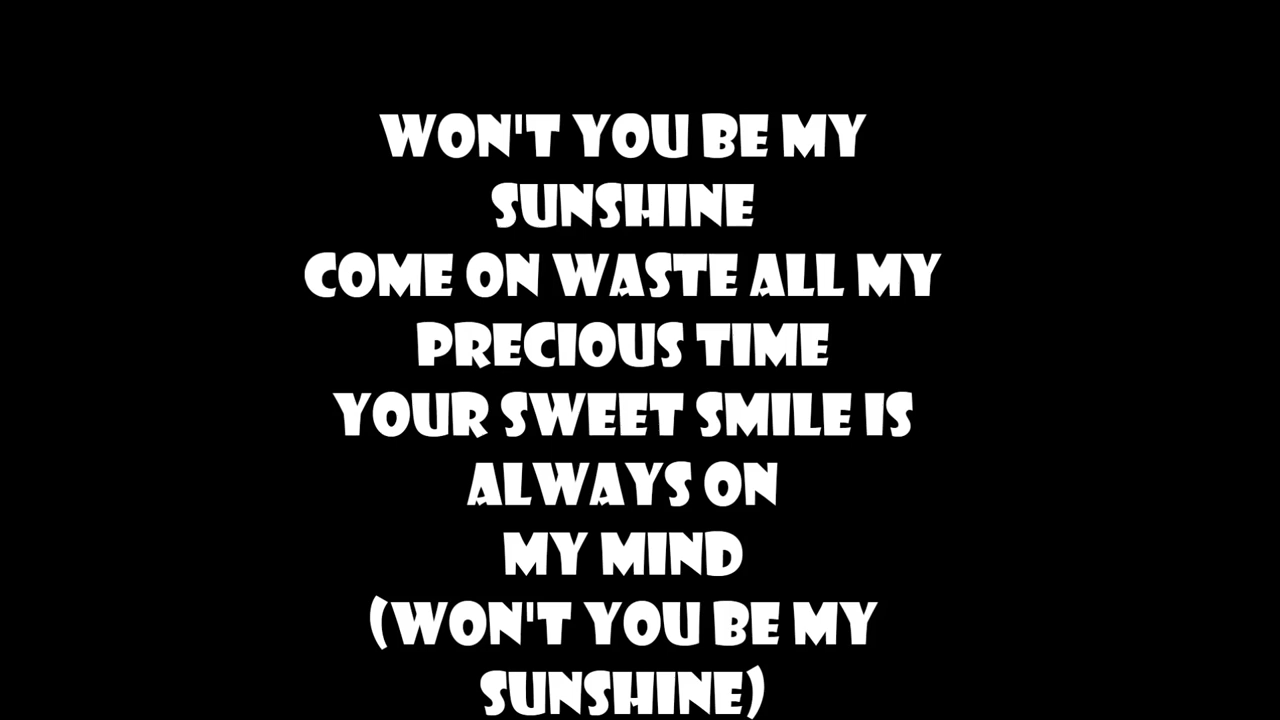 WON'T YOU BE MY
SUNSHINE
COME ON WASTE ALL MY
PRECIOUS TIME
YOUR SWEET SMILE IS
ALWAYS ON
MY MIND
(WON'T YOU BE MY
SUNSHINE)